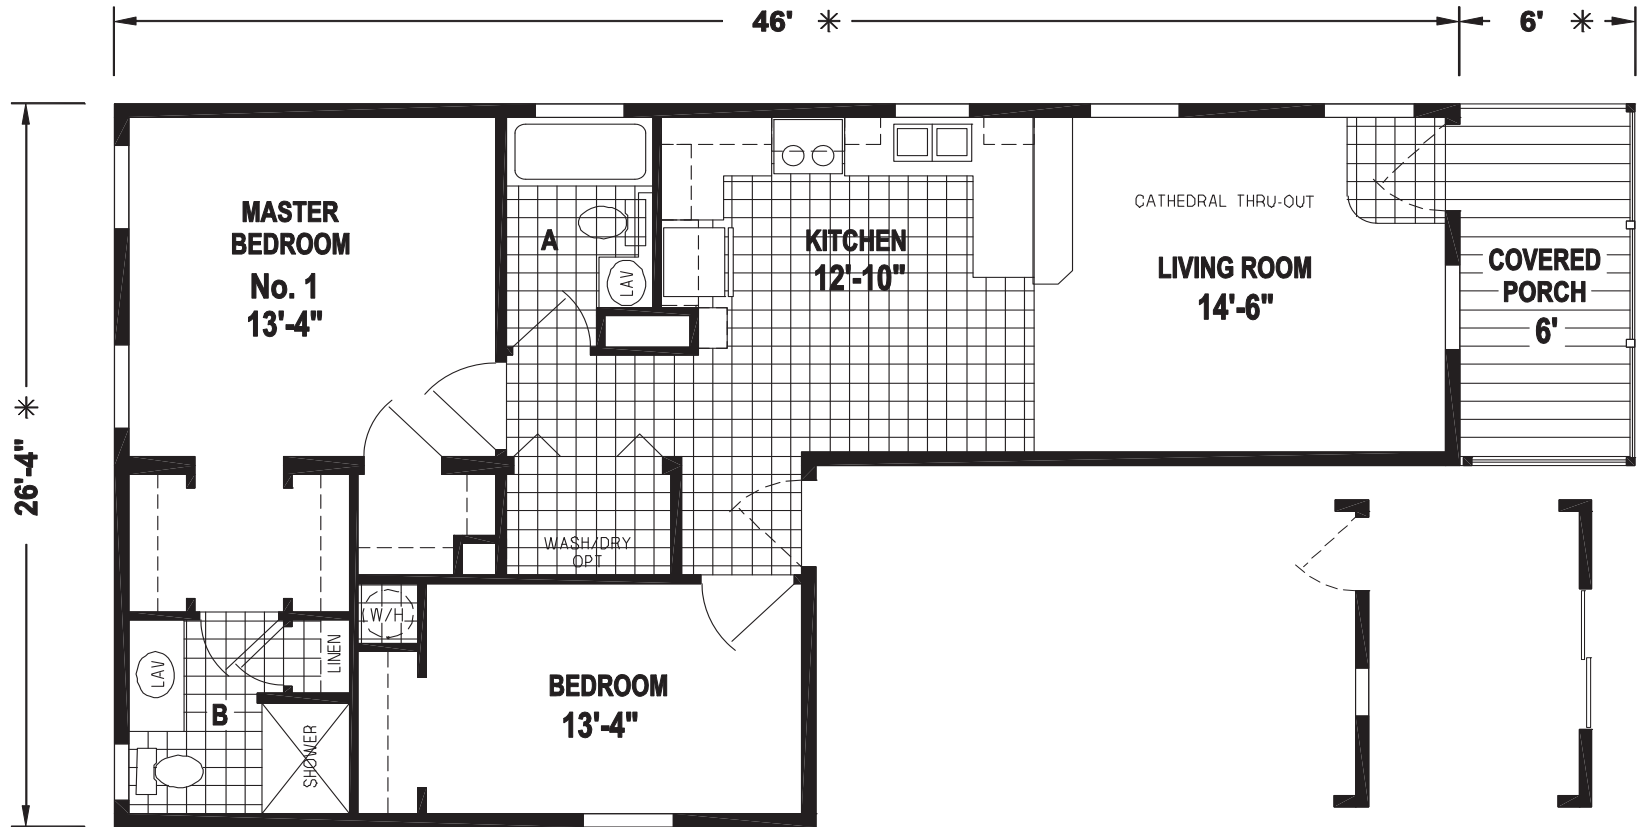 46' ✳
6' ✳
26'-4" ✳
MASTER
BEDROOM
No. 1
13'-4"
A
LAV
KITCHEN
12'-10"
CATHEDRAL THRU-OUT
LIVING ROOM
14'-6"
COVERED
PORCH
6'
WASH/DRY
OPT
W/H
LINEN
LAV
B
SHOWER
BEDROOM
13'-4"